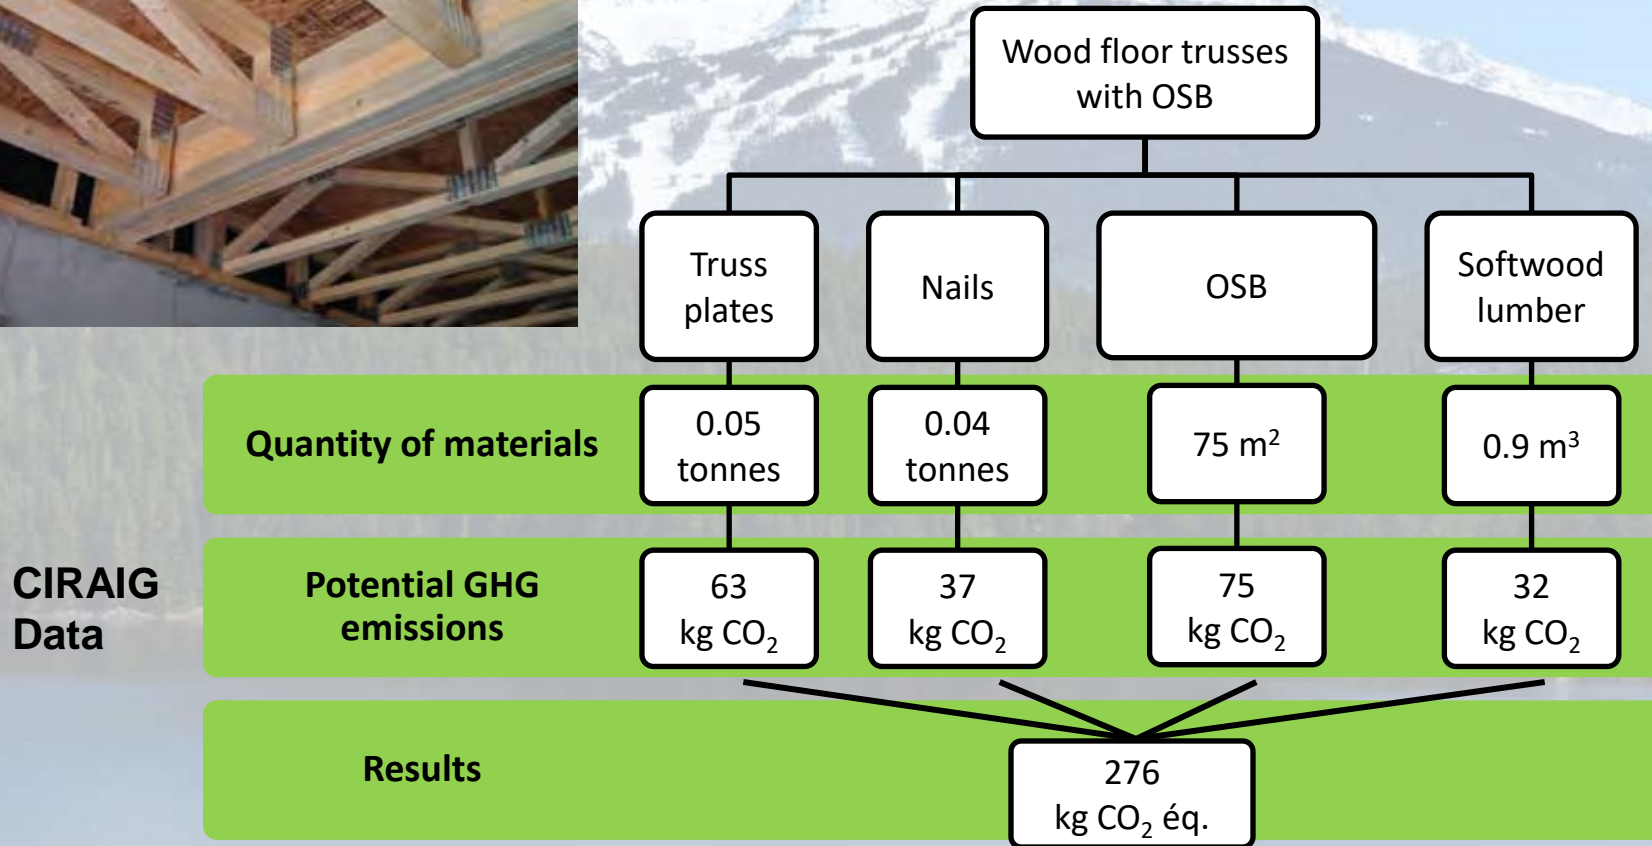 Wood floor trusses
with OSB
Truss
plates
Nails
OSB
Softwood
lumber
Quantity of materials
0.05
tonnes
0.04
tonnes
75 m²
0.9 m³
CIRAIG
Data
Potential GHG
emissions
63
kg CO₂
37
kg CO₂
75
kg CO₂
32
kg CO₂
Results
276
kg CO₂ éq.